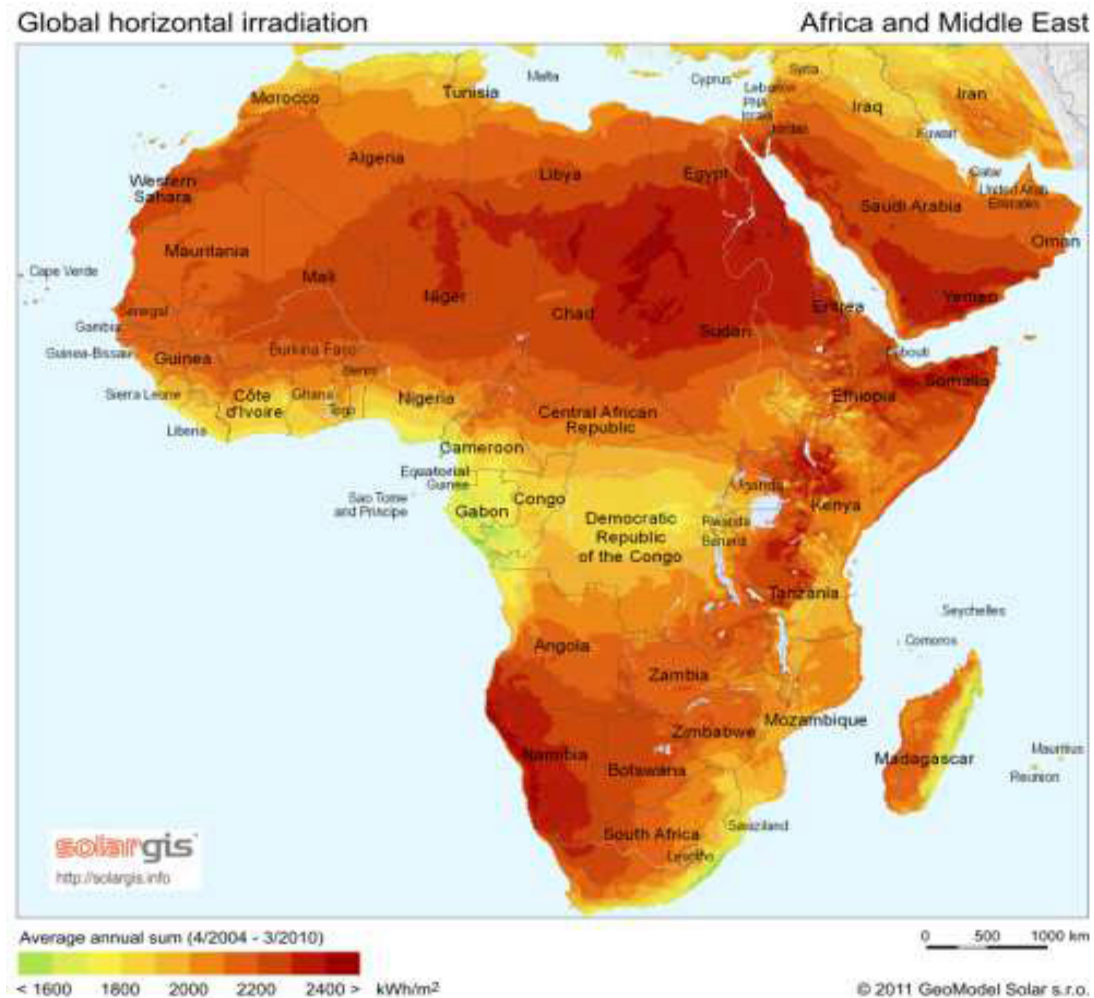 Global horizontal irradiation
Africa and Middle East
Malta
Cyprus
Syria
Lebanon
PNA
Israel
Jordan
Iraq
Iran
Kuwait
Morocco
Tunisia
Algeria
Libya
Egypt
Qatar
United Arab
Emirates
Western
Sahara
Saudi Arabia
Oman
Mauritania
Cape Verde
Mali
Niger
Chad
Sudan
Eritrea
Yemen
Senegal
Gambia
Guinea-Bissau
Guinea
Burkina Faso
Benin
Djibouti
Somalia
Sierra Leone
Côte
d'Ivoire
Ghana
Togo
Nigeria
Ethiopia
Liberia
Central African
Republic
Cameroon
Equatorial
Guinea
Sao Tome
and Principe
Gabon
Congo
Uganda
Kenya
Democratic
Republic
of the Congo
Rwanda
Burundi
Tanzania
Seychelles
Comoros
Angola
Zambia
Mozambique
Zimbabwe
Namibia
Botswana
Madagascar
Mauritius
Reunion
South Africa
Swaziland
Lesotho
solargis
http://solargis.info
Average annual sum (4/2004 - 3/2010)
< 1600 1800 2000 2200 2400 > kWh/m²
0 500 1000 km
© 2011 GeoModel Solar s.r.o.